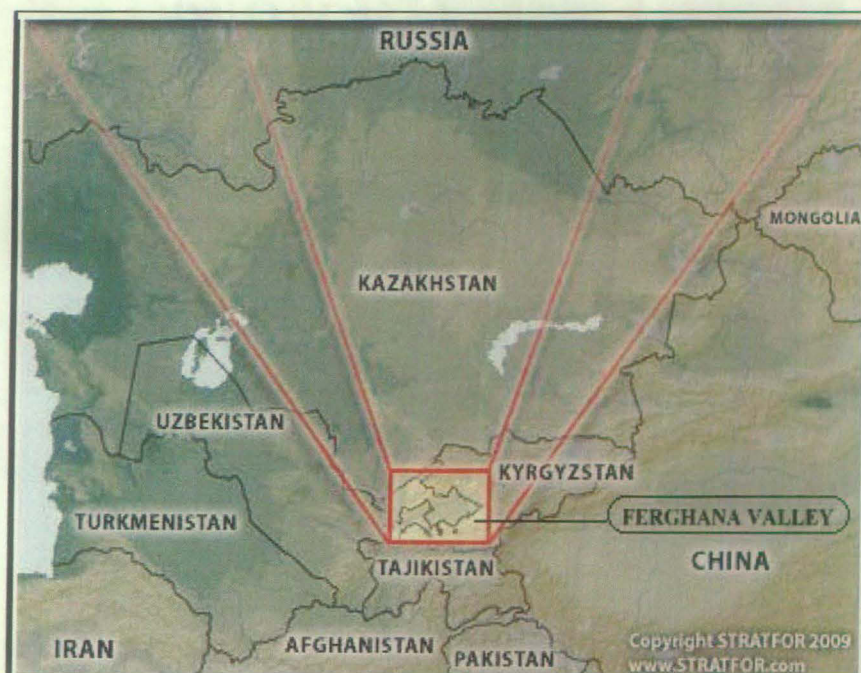 RUSSIA
MONGOLIA
KAZAKHSTAN
UZBEKISTAN
KYRGYZSTAN
TURKMENISTAN
FERGHANA VALLEY
TAJIKISTAN
CHINA
IRAN
AFGHANISTAN
PAKISTAN
Copyright STRATFOR 2009
www.STRATFOR.com